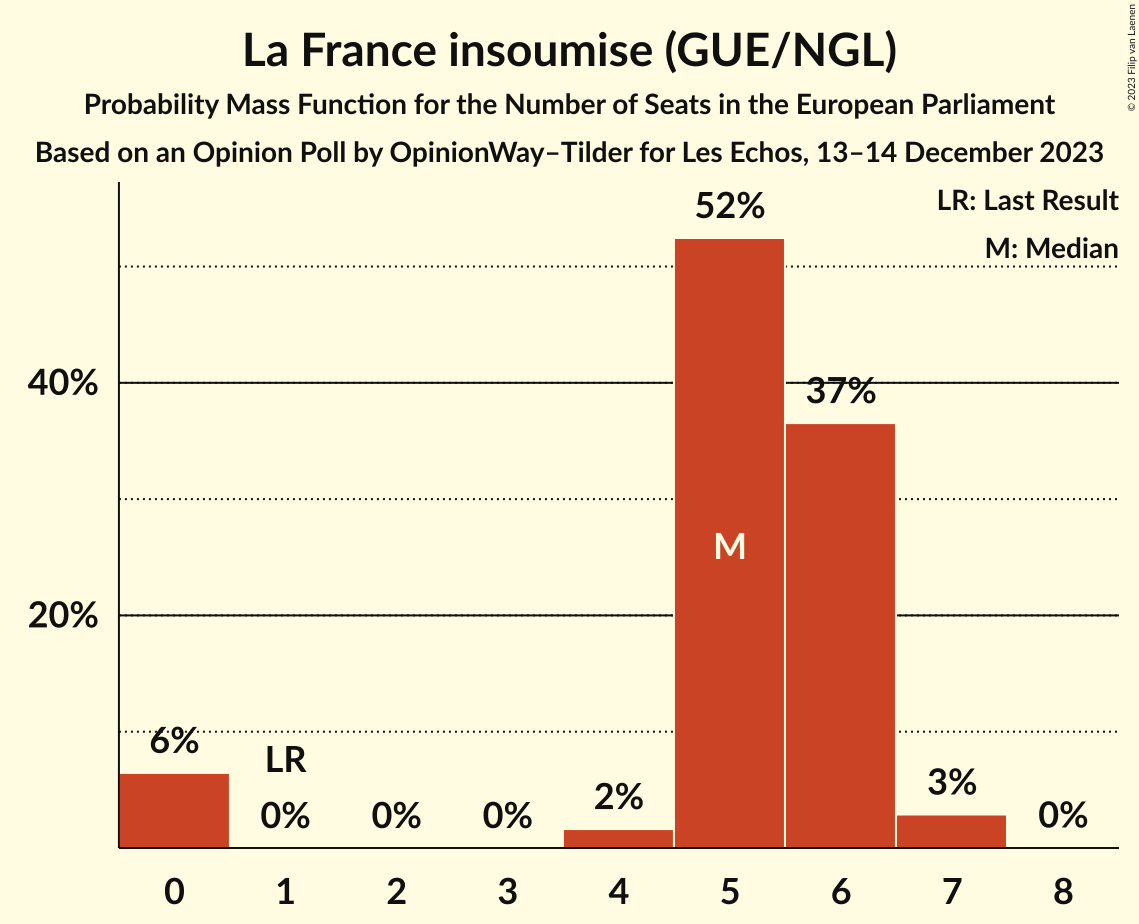 La France insoumise (GUE/NGL)
Probability Mass Function for the Number of Seats in the European Parliament
Based on an Opinion Poll by OpinionWay–Tilder for Les Echos, 13–14 December 2023
© 2023 Filip van Laenen
LR: Last Result
M: Median
52%
40%
37%
M
20%
6%
LR
0%
0%
0%
2%
3%
0%
0 1 2 3 4 5 6 7 8